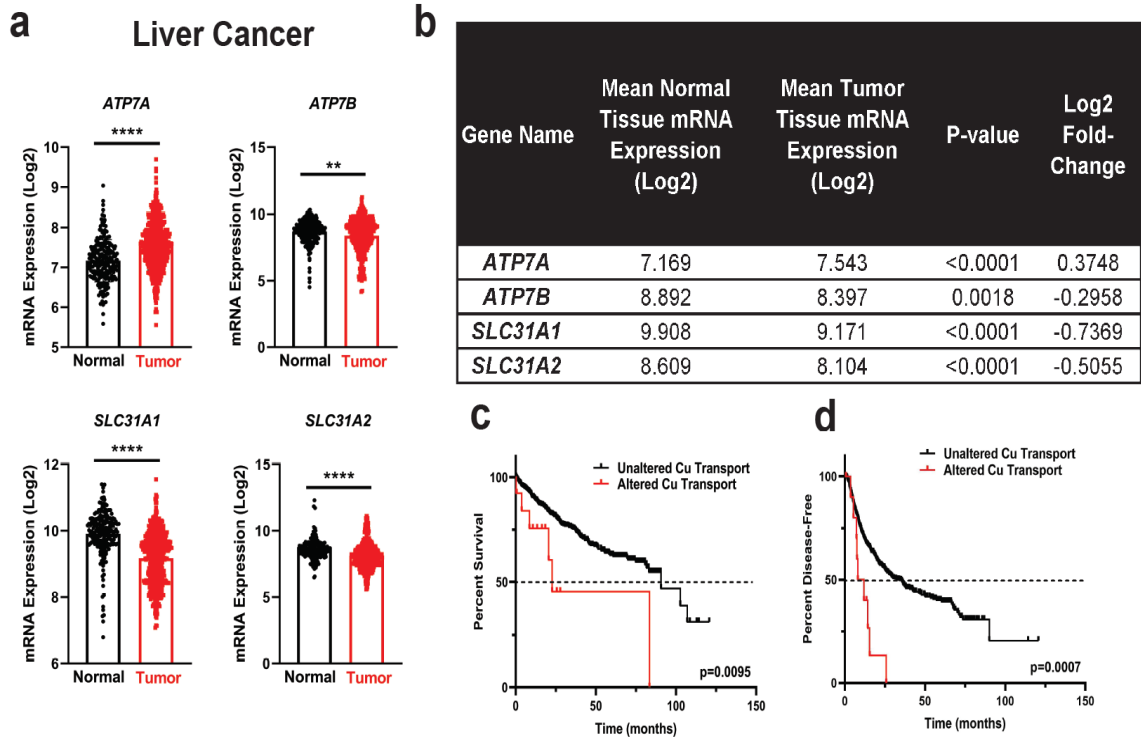 a
Liver Cancer
ATP7A
****
mRNA Expression (Log2)
10
9
8
7
6
5
Normal Tumor
ATP7B
**
mRNA Expression (Log2)
15
10
5
0
Normal Tumor
SLC31A1
****
mRNA Expression (Log2)
12
10
8
6
Normal Tumor
SLC31A2
****
mRNA Expression (Log2)
15
10
5
0
Normal Tumor
b
Gene Name
Mean Normal
Tissue mRNA
Expression
(Log2)
Mean Tumor
Tissue mRNA
Expression
(Log2)
P-value
Log2
Fold-
Change
ATP7A 7.169 7.543 <0.0001 0.3748
ATP7B 8.892 8.397 0.0018 -0.2958
SLC31A1 9.908 9.171 <0.0001 -0.7369
SLC31A2 8.609 8.104 <0.0001 -0.5055
c
Unaltered Cu Transport
Altered Cu Transport
Percent Survival
100
50
0
p=0.0095
0 50 100 150
Time (months)
d
Unaltered Cu Transport
Altered Cu Transport
Percent Disease-Free
100
50
0
p=0.0007
0 50 100 150
Time (months)